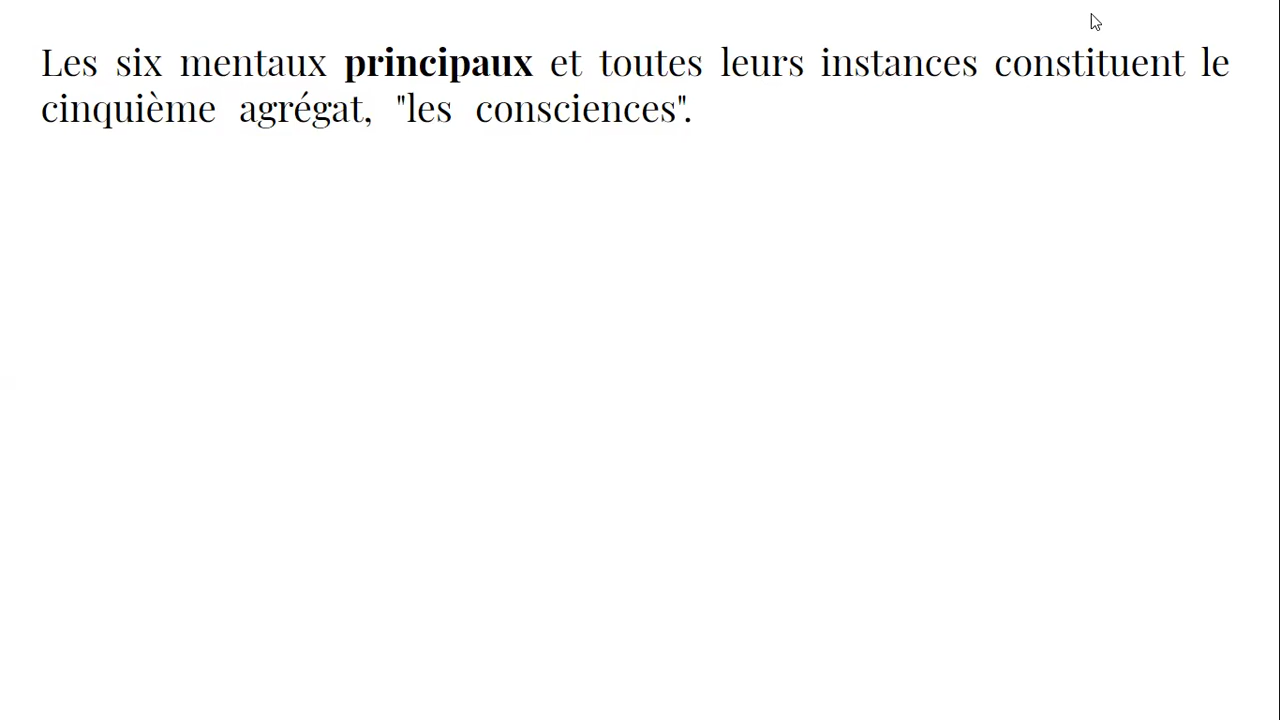 Les six mentaux principaux et toutes leurs instances constituent le
cinquième agrégat, "les consciences".